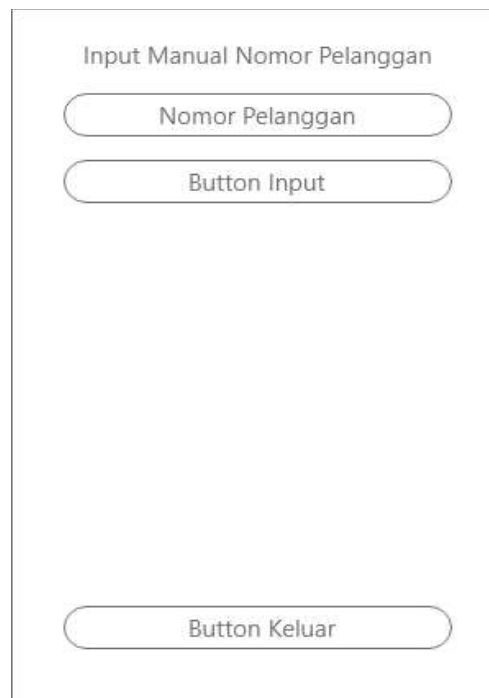 Input Manual Nomor Pelanggan
Nomor Pelanggan
Button Input
Button Keluar